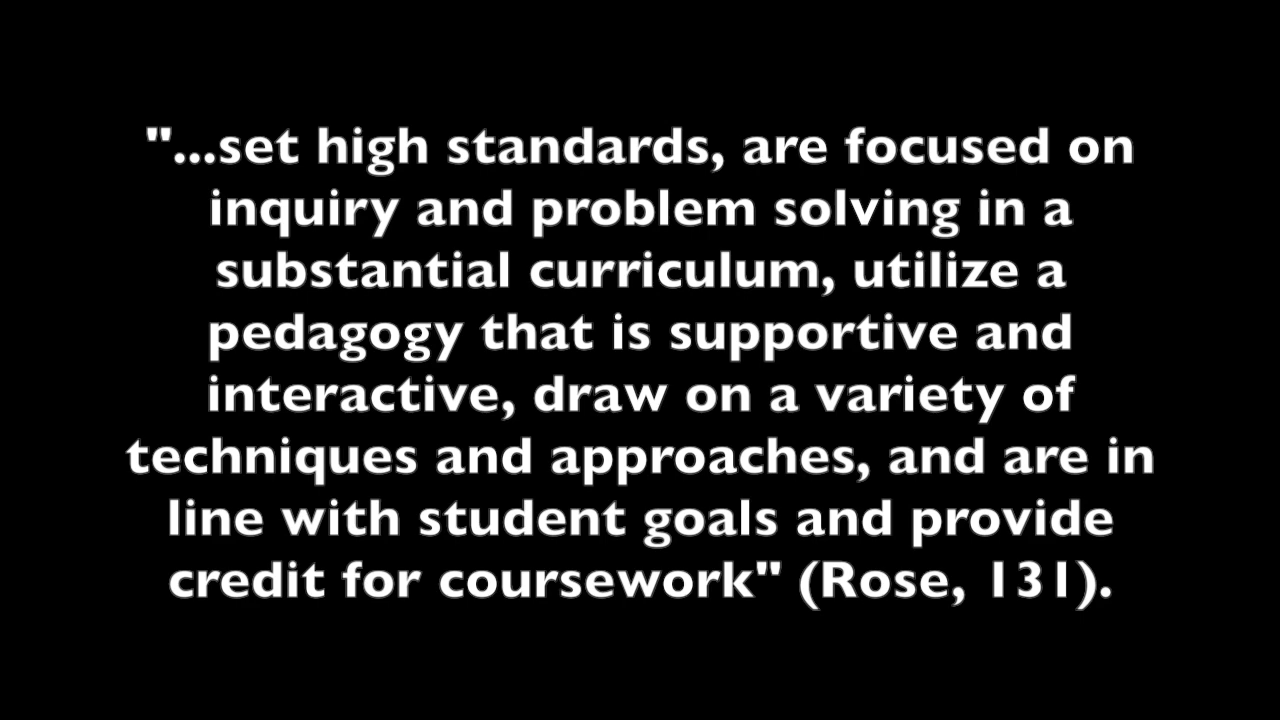 "...set high standards, are focused on
inquiry and problem solving in a
substantial curriculum, utilize a
pedagogy that is supportive and
interactive, draw on a variety of
techniques and approaches, and are in
line with student goals and provide
credit for coursework" (Rose, 131).